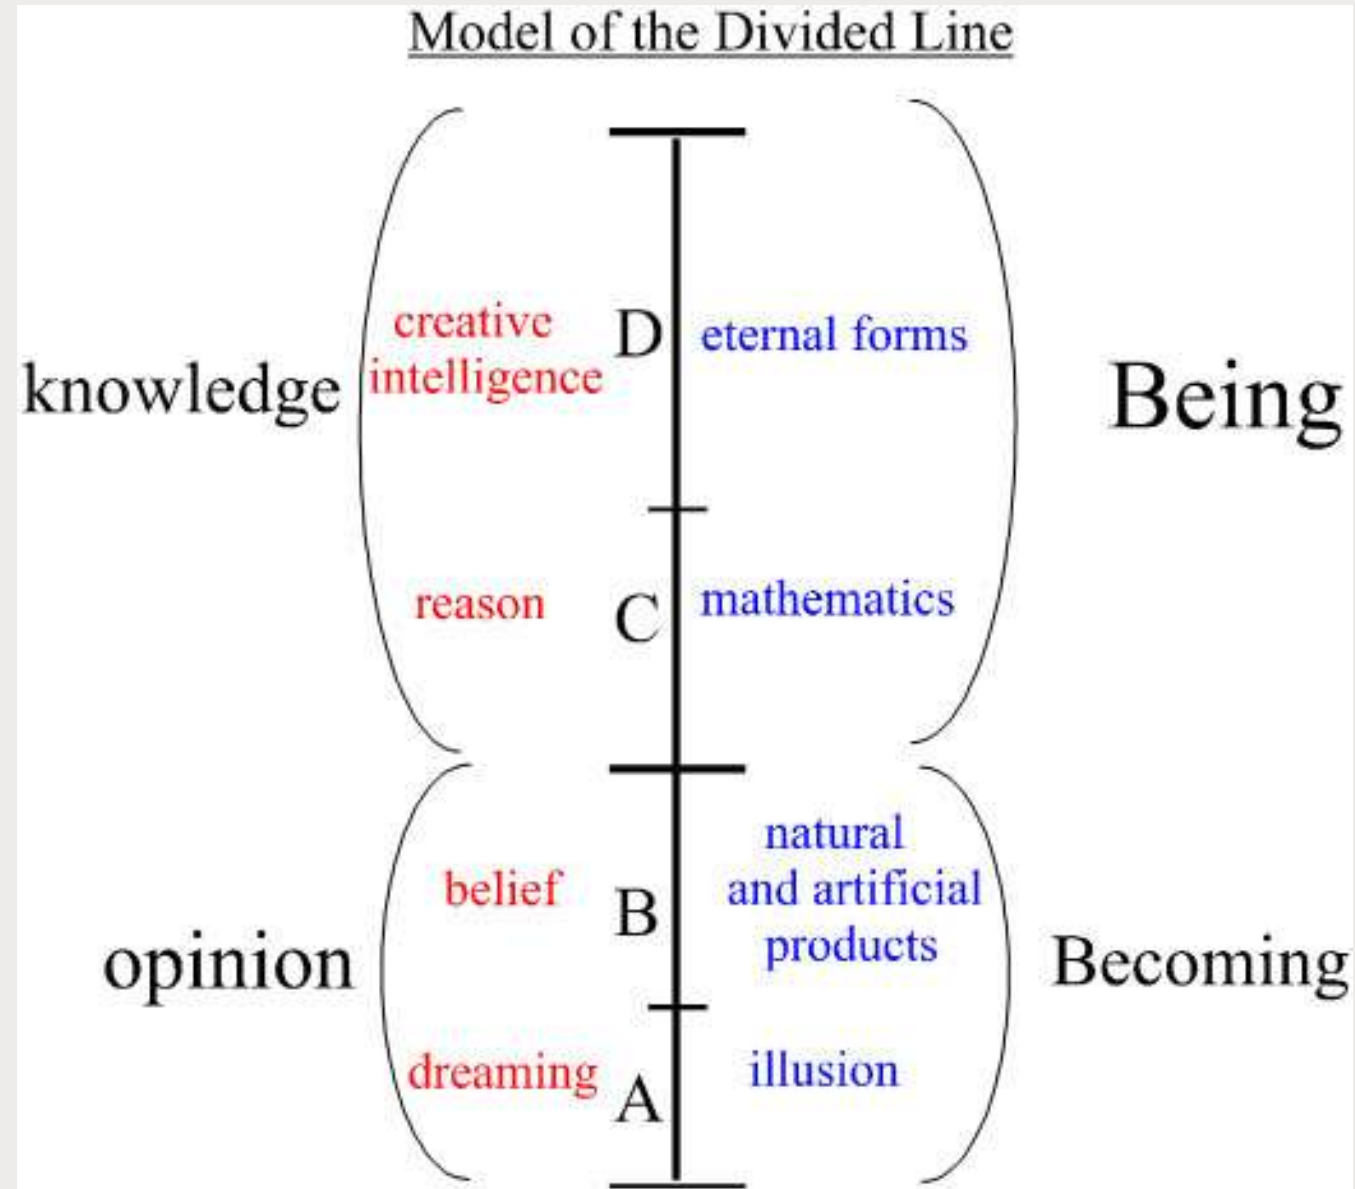 Model of the Divided Line
creative
intelligence
D
eternal forms
knowledge
Being
reason
C
mathematics
natural
belief
B
and artificial
products
opinion
Becoming
dreaming
A
illusion